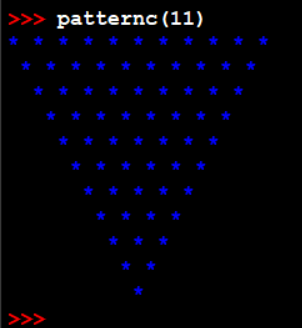 >>> patternc(11)
* * * * * * * * * * *
 * * * * * * * * * *
  * * * * * * * * *
   * * * * * * * *
    * * * * * * *
     * * * * * *
      * * * * *
       * * * *
        * * *
         * *
          *
>>>